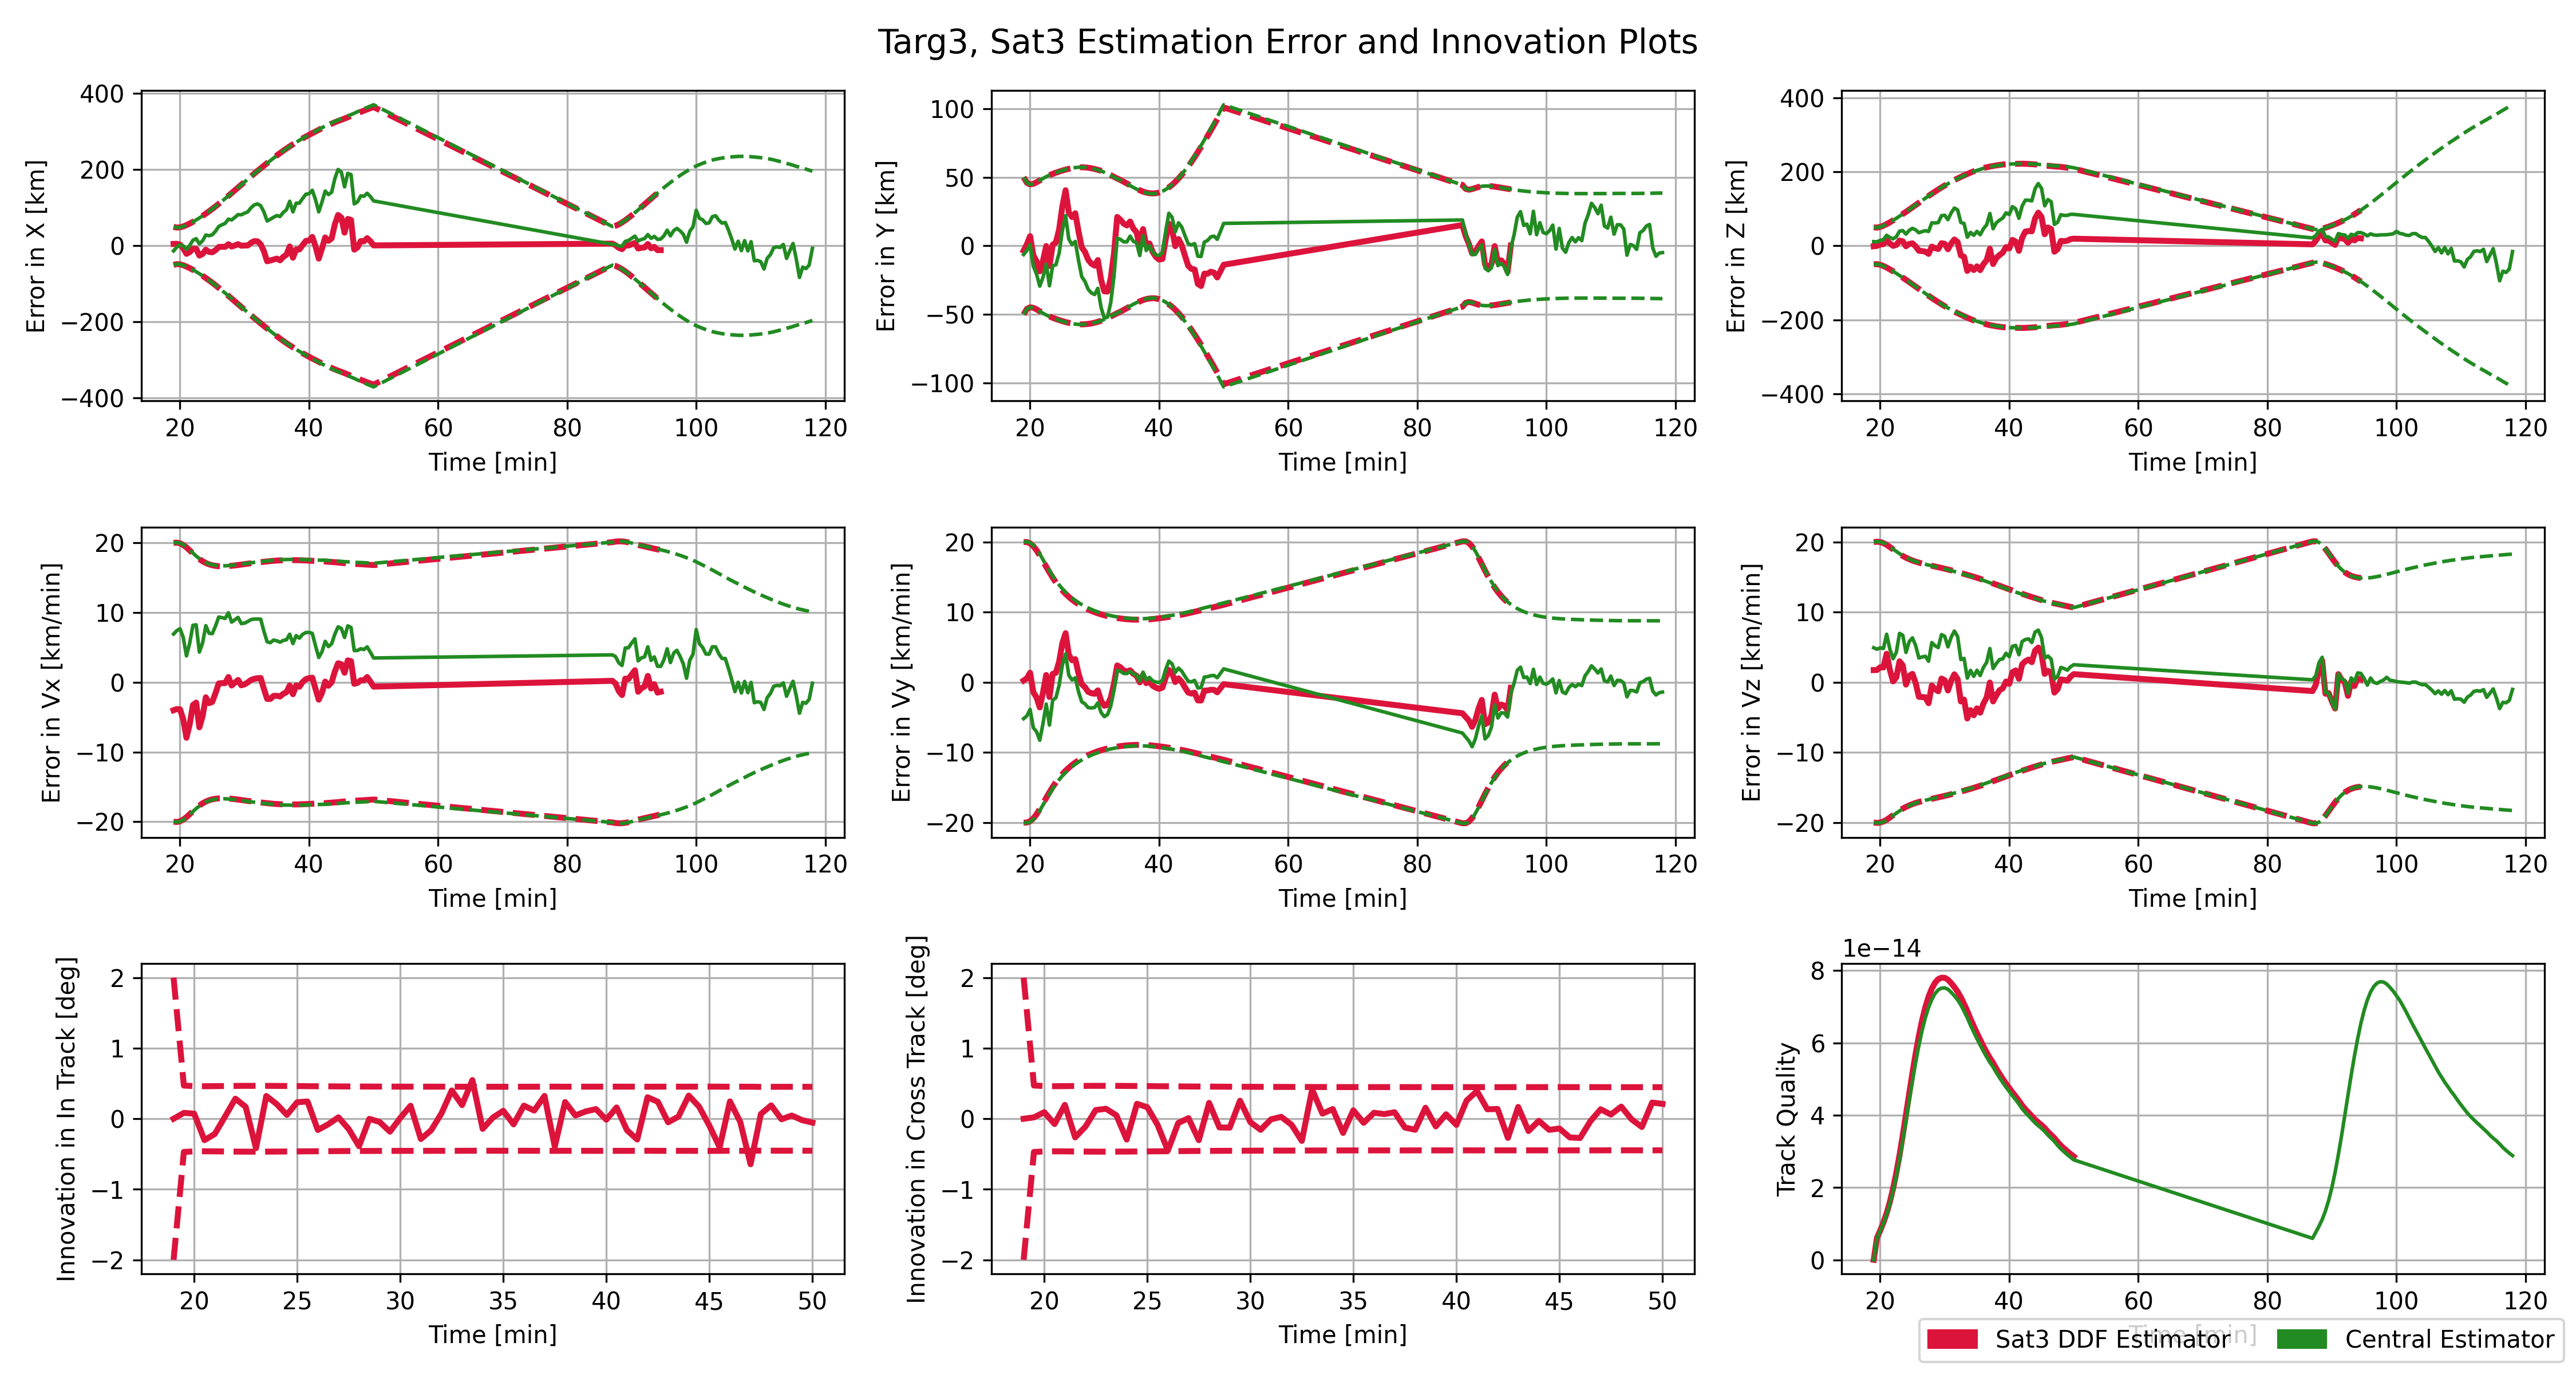 Targ3, Sat3 Estimation Error and Innovation Plots
Error in X [km]
400
200
0
−200
−400
20 40 60 80 100 120
Time [min]
Error in Y [km]
100
50
0
−50
−100
20 40 60 80 100 120
Time [min]
Error in Z [km]
400
200
0
−200
−400
20 40 60 80 100 120
Time [min]
Error in Vx [km/min]
20
10
0
−10
−20
20 40 60 80 100 120
Time [min]
Error in Vy [km/min]
20
10
0
−10
−20
20 40 60 80 100 120
Time [min]
Error in Vz [km/min]
20
10
0
−10
−20
20 40 60 80 100 120
Time [min]
Innovation in In Track [deg]
2
1
0
−1
−2
20 25 30 35 40 45 50
Time [min]
Innovation in Cross Track [deg]
2
1
0
−1
−2
20 25 30 35 40 45 50
Time [min]
1e−14
Track Quality
8
6
4
2
0
20 40 60 80 100 120
Time [min]
Sat3 DDF Estimator
Central Estimator